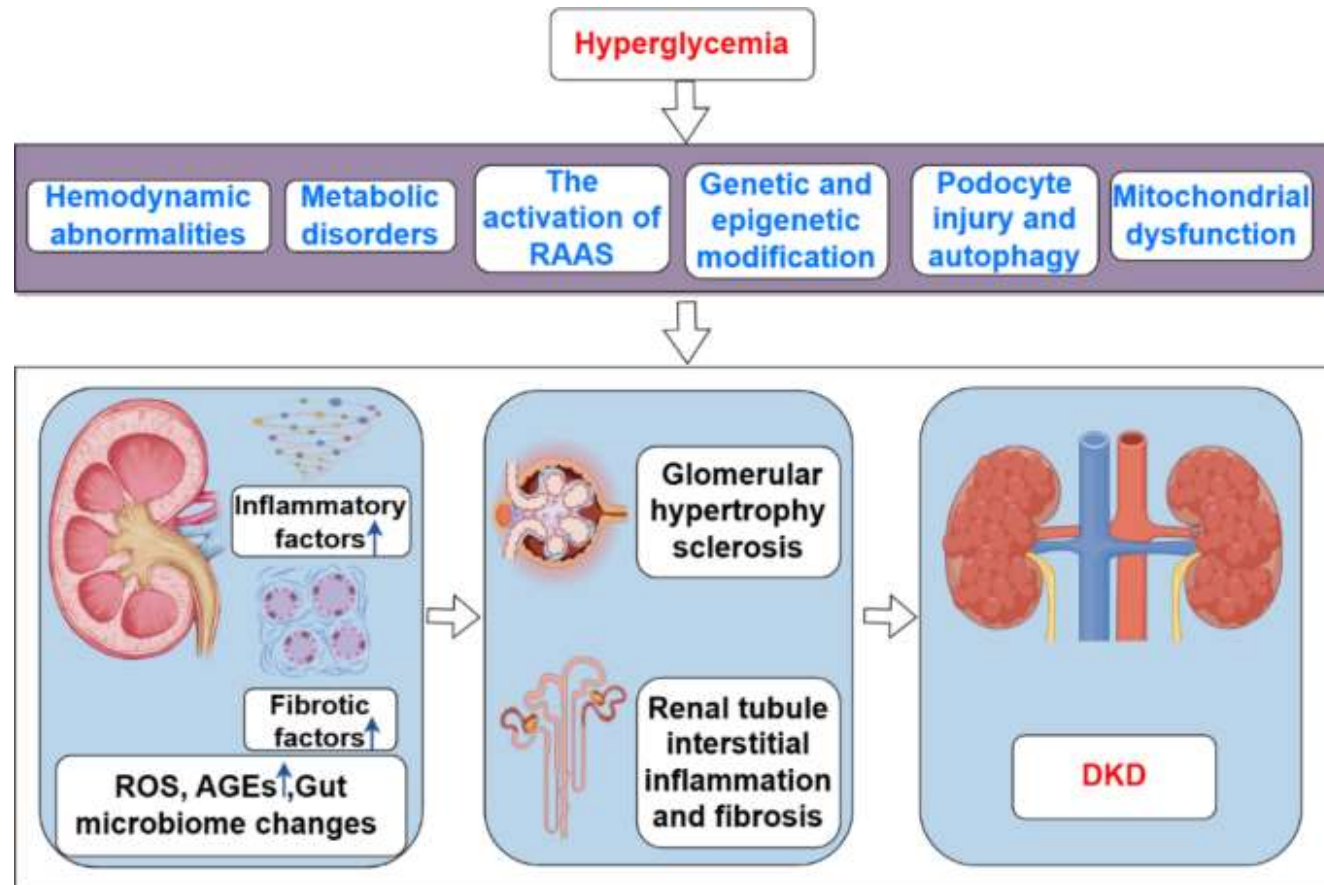 Hyperglycemia
Hemodynamic
abnormalities
Metabolic
disorders
The
activation of
RAAS
Genetic and
epigenetic
modification
Podocyte
injury and
autophagy
Mitochondrial
dysfunction
Inflammatory
factors↑
Fibrotic
factors↑
ROS, AGEs↑,Gut
microbiome changes
Glomerular
hypertrophy
sclerosis
Renal tubule
interstitial
inflammation
and fibrosis
DKD